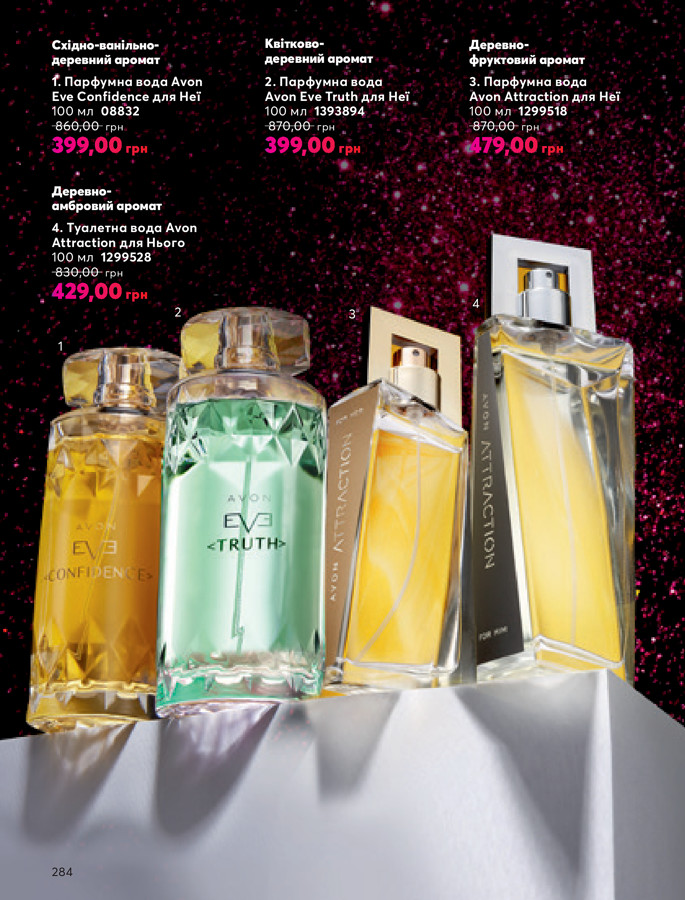 Східно-ванільно-
деревний аромат
1. Парфумна вода Avon
Eve Confidence для Неї
100 мл 08832
860,00 грн
399,00 грн
Квітково-
деревний аромат
2. Парфумна вода
Avon Eve Truth для Неї
100 мл 1393894
870,00 грн
399,00 грн
Деревно-
фруктовий аромат
3. Парфумна вода
Avon Attraction для Неї
100 мл 1299518
870,00 грн
479,00 грн
Деревно-
амбровий аромат
4. Туалетна вода Avon
Attraction для Нього
100 мл 1299528
830,00 грн
429,00 грн
1
2
3
4
AVON
EVE
<CONFIDENCE>
AVON
EVE
<TRUTH>
FOR HER
AVON ATTRACTION
AVON ATTRACTION
FOR HIM
284